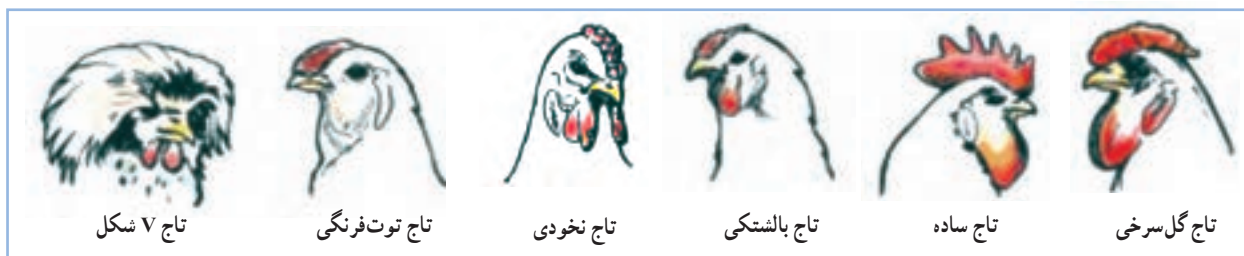 تاج گل‌سرخی
تاج ساده
تاج بالشتکی
تاج نخودی
تاج توت‌فرنگی
تاج V شکل